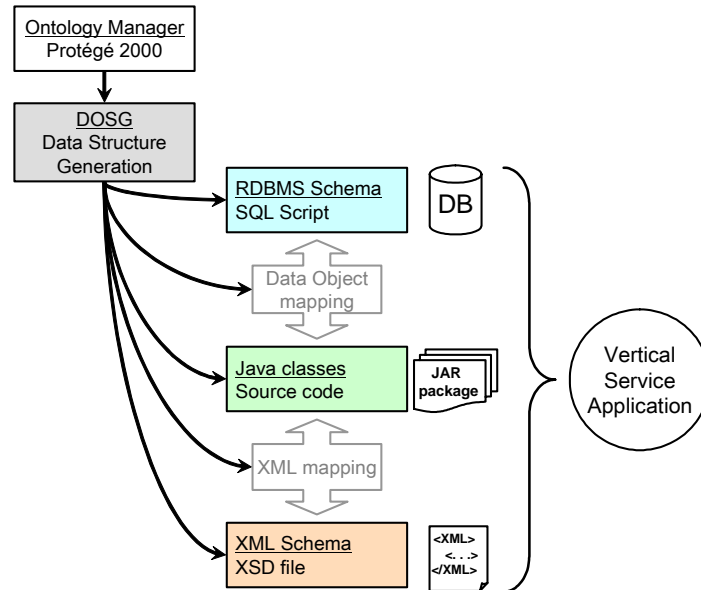 Ontology Manager
Protégé 2000
DOSG
Data Structure
Generation
RDBMS Schema
SQL Script
DB
Data Object
mapping
Java classes
Source code
JAR
package
Vertical
Service
Application
XML mapping
XML Schema
XSD file
<XML>
<. . .>
</XML>